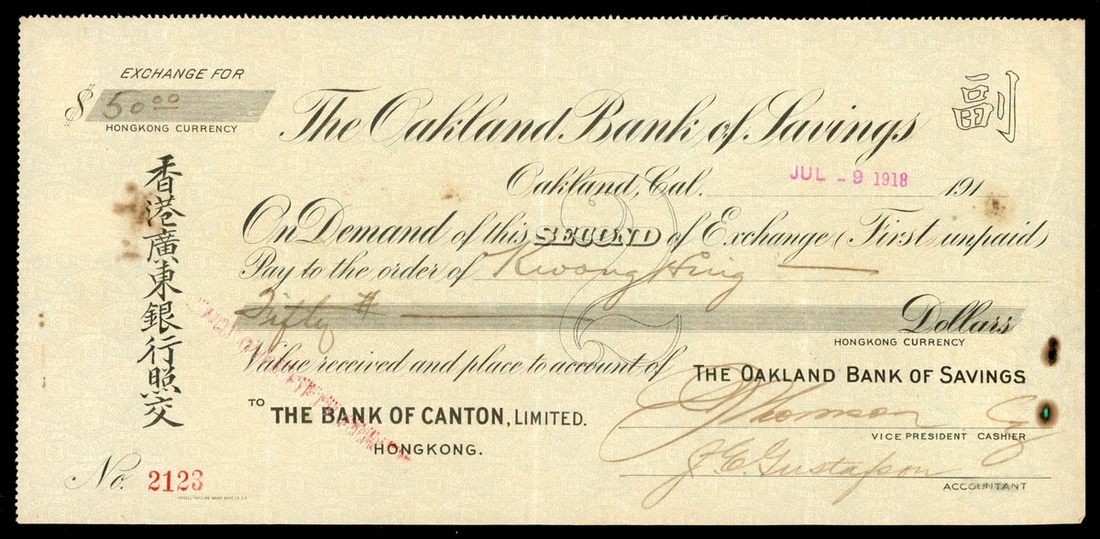 EXCHANGE FOR
$ 50 00
HONGKONG CURRENCY
副
The Oakland Bank of Savings
Oakland, Cal. JUL - 9 1918 191
On Demand of this SECOND of Exchange (First unpaid)
Pay to the order of Kwong Hing
Fifty $ Dollars
HONGKONG CURRENCY
Value received and place to account of
THE OAKLAND BANK OF SAVINGS
香港廣東銀行照交
TO THE BANK OF CANTON, LIMITED.
HONGKONG.
Thomson
VICE PRESIDENT CASHIER
J. E. Gustafson
ACCOUNTANT
No. 2123